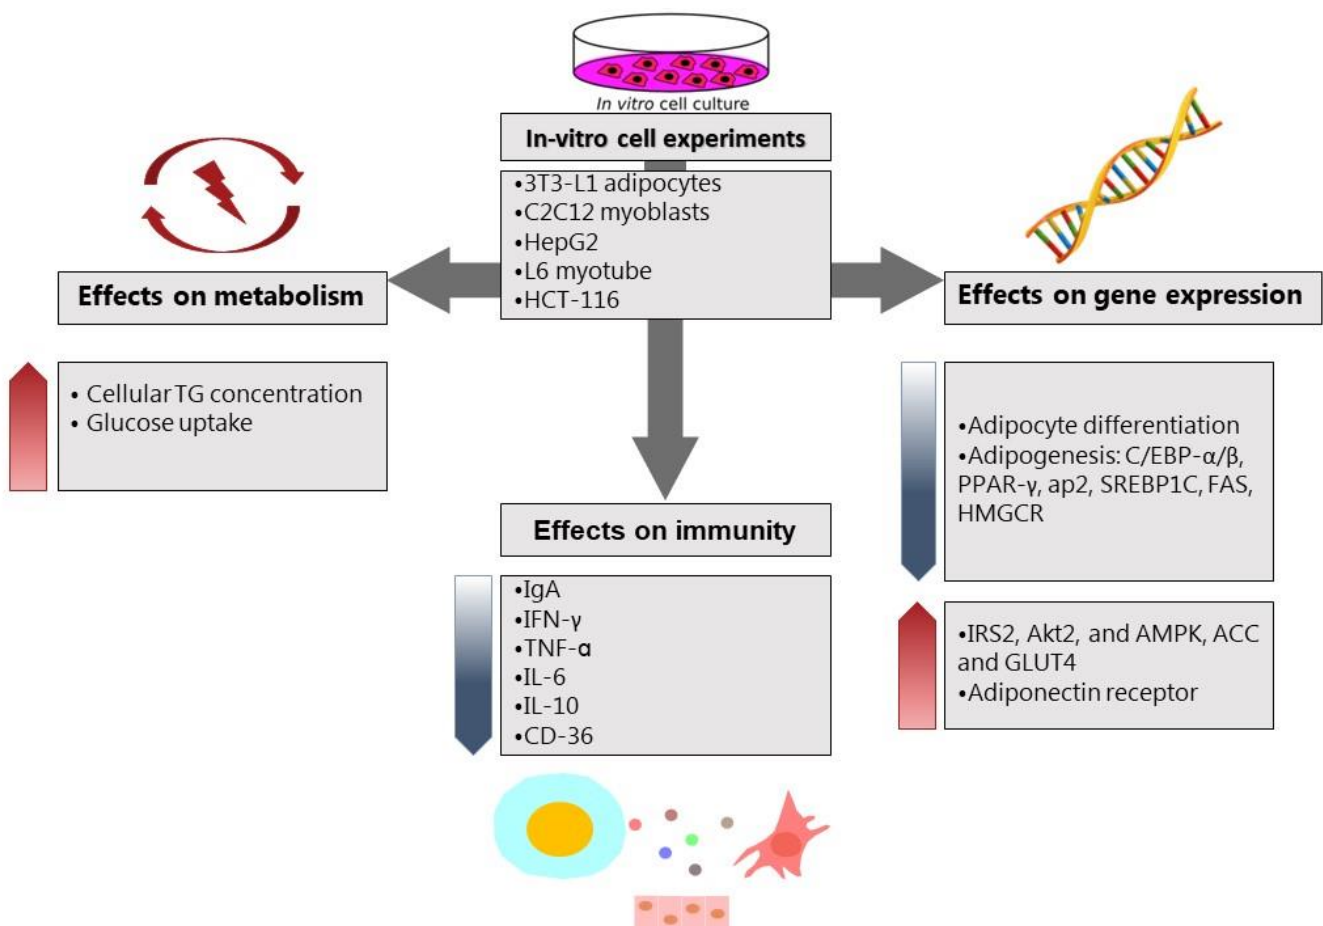 In vitro cell culture
In-vitro cell experiments
•3T3-L1 adipocytes
•C2C12 myoblasts
•HepG2
•L6 myotube
•HCT-116
Effects on metabolism
• Cellular TG concentration
• Glucose uptake
Effects on gene expression
•Adipocyte differentiation
•Adipogenesis: C/EBP-α/β,
PPAR-γ, ap2, SREBP1C, FAS,
HMGCR
•IRS2, Akt2, and AMPK, ACC
and GLUT4
•Adiponectin receptor
Effects on immunity
•IgA
•IFN-γ
•TNF-α
•IL-6
•IL-10
•CD-36